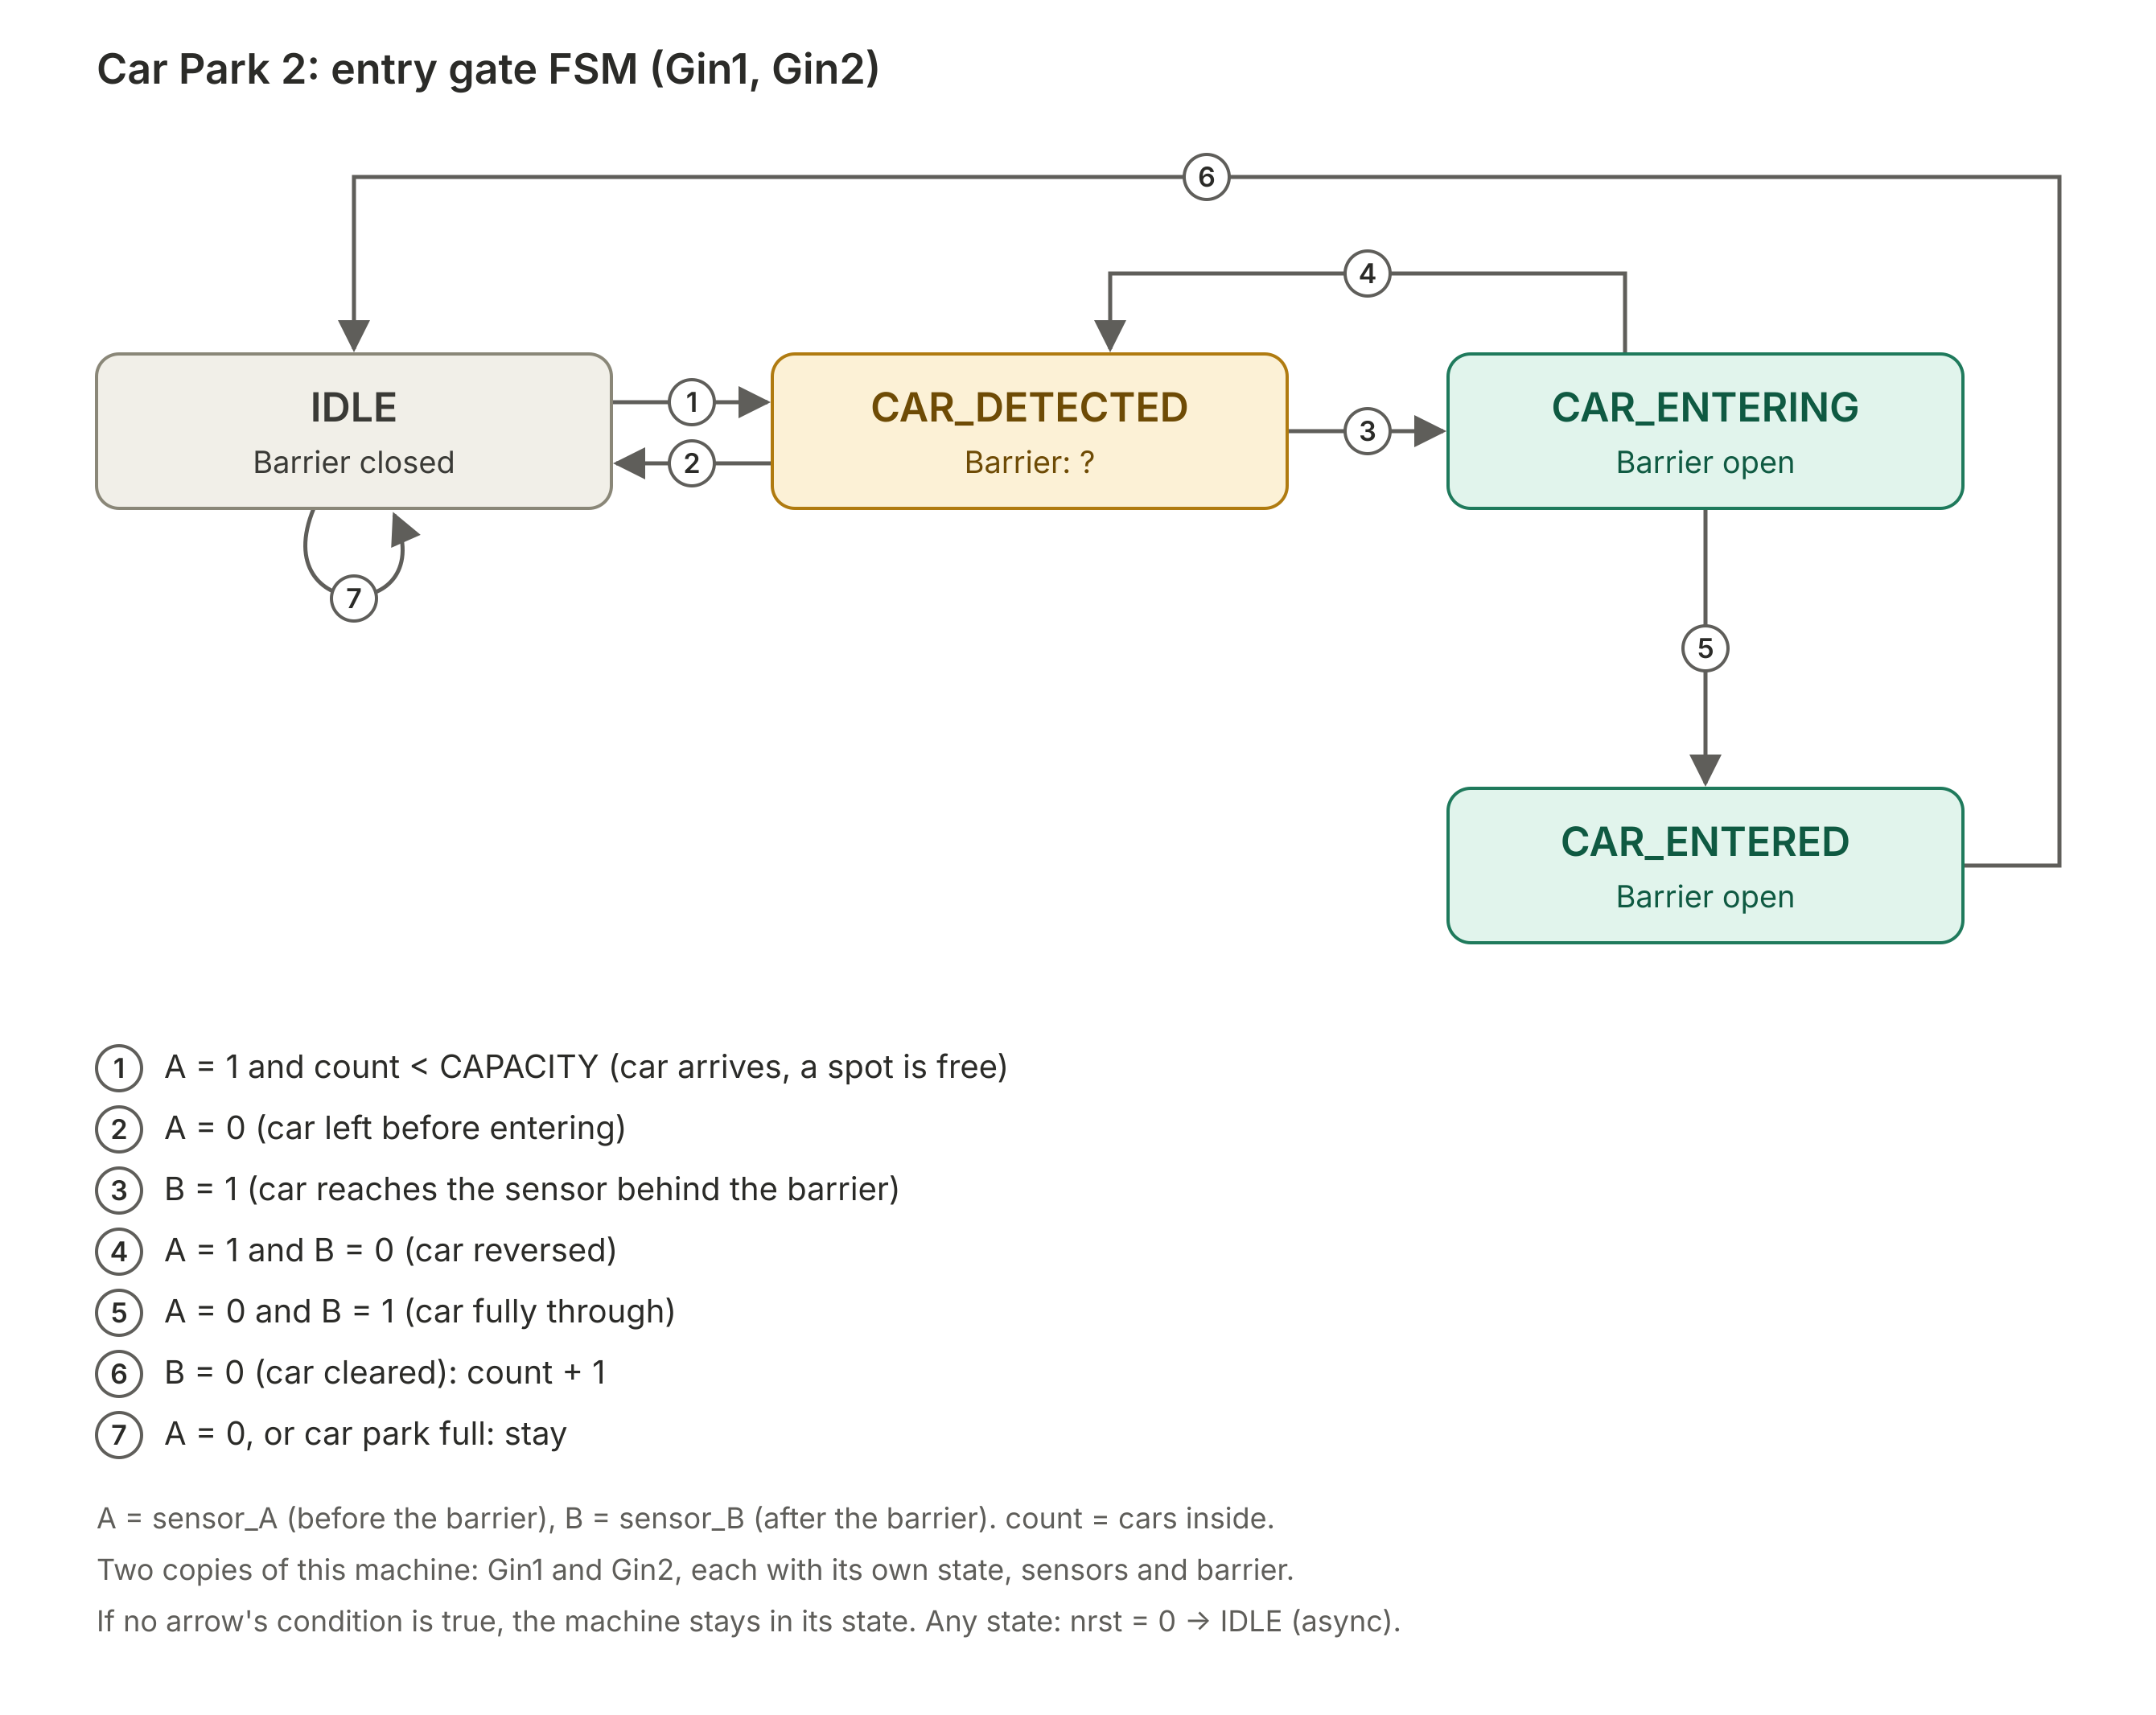 Car Park 2: entry gate FSM (Gin1, Gin2)
6
4
IDLE
Barrier closed
1
2
CAR_DETECTED
Barrier: ?
3
CAR_ENTERING
Barrier open
7
5
CAR_ENTERED
Barrier open
1 A = 1 and count < CAPACITY (car arrives, a spot is free)
2 A = 0 (car left before entering)
3 B = 1 (car reaches the sensor behind the barrier)
4 A = 1 and B = 0 (car reversed)
5 A = 0 and B = 1 (car fully through)
6 B = 0 (car cleared): count + 1
7 A = 0, or car park full: stay
A = sensor_A (before the barrier), B = sensor_B (after the barrier). count = cars inside.
Two copies of this machine: Gin1 and Gin2, each with its own state, sensors and barrier.
If no arrow's condition is true, the machine stays in its state. Any state: nrst = 0 → IDLE (async).